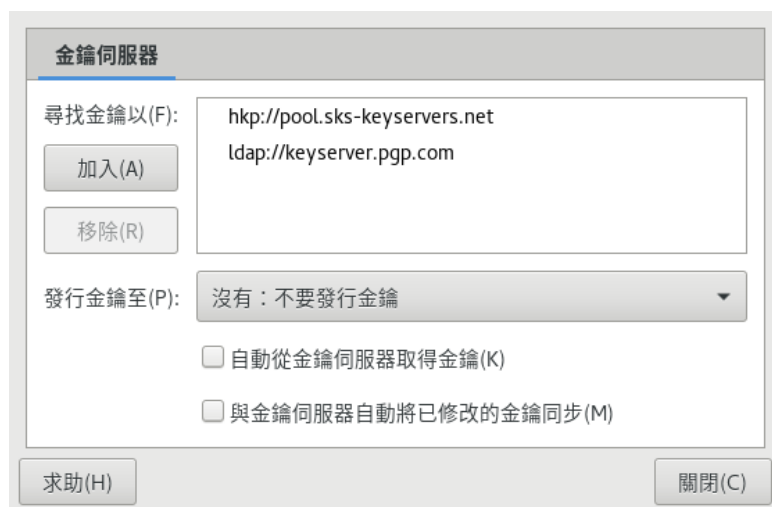 金鑰伺服器
尋找金鑰以(F):
hkp://pool.sks-keyservers.net
ldap://keyserver.pgp.com
加入(A)
移除(R)
發行金鑰至(P):
沒有：不要發行金鑰
自動從金鑰伺服器取得金鑰(K)
與金鑰伺服器自動將已修改的金鑰同步(M)
求助(H)
關閉(C)